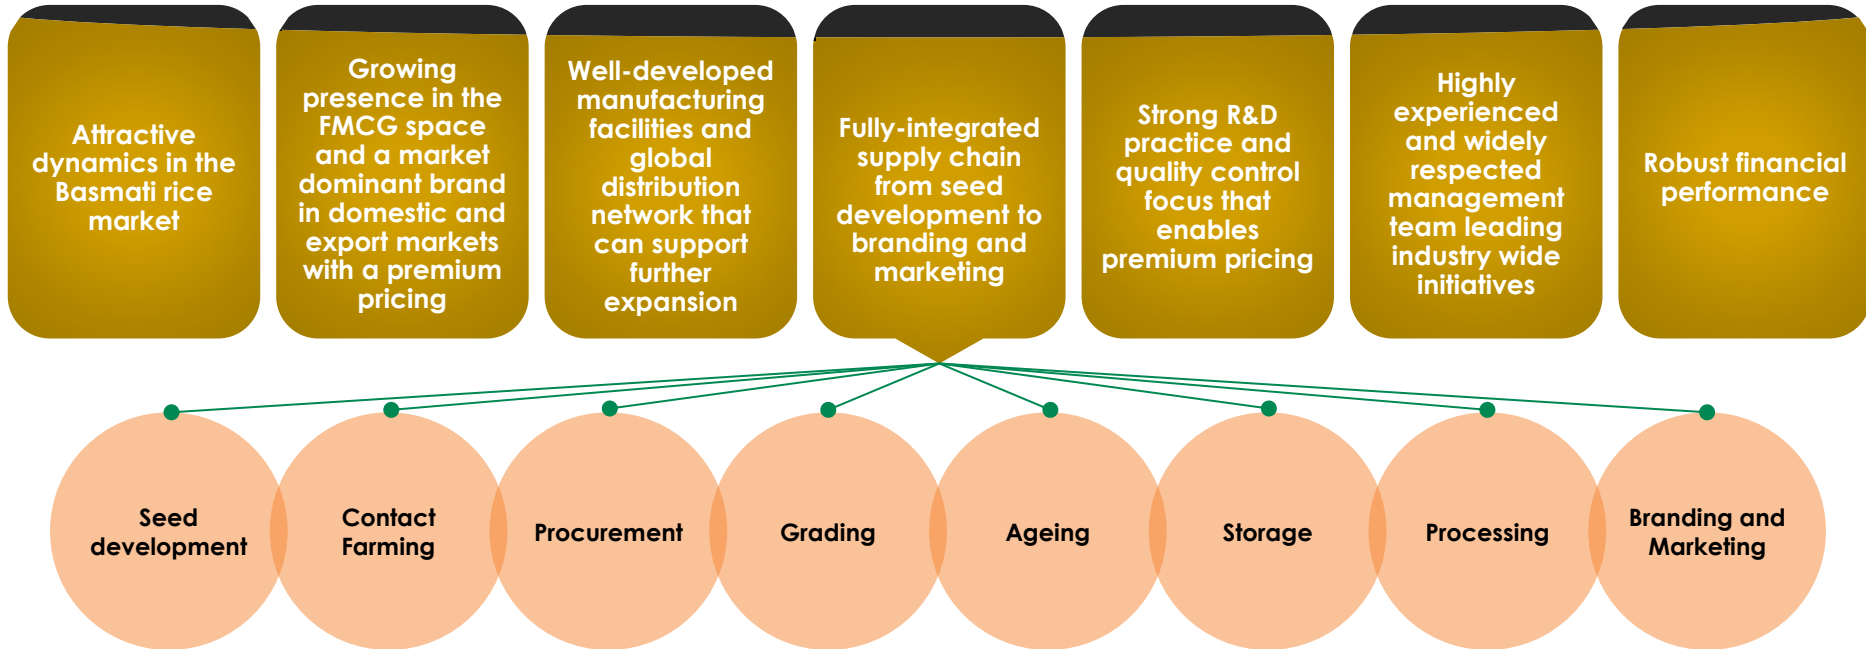 Attractive
dynamics in the
Basmati rice
market
Growing
presence in the
FMCG space
and a market
dominant brand
in domestic and
export markets
with a premium
pricing
Well-developed
manufacturing
facilities and
global
distribution
network that
can support
further
expansion
Fully-integrated
supply chain
from seed
development to
branding and
marketing
Strong R&D
practice and
quality control
focus that
enables
premium pricing
Highly
experienced
and widely
respected
management
team leading
industry wide
initiatives
Robust financial
performance
Seed
development
Contact
Farming
Procurement
Grading
Ageing
Storage
Processing
Branding and
Marketing